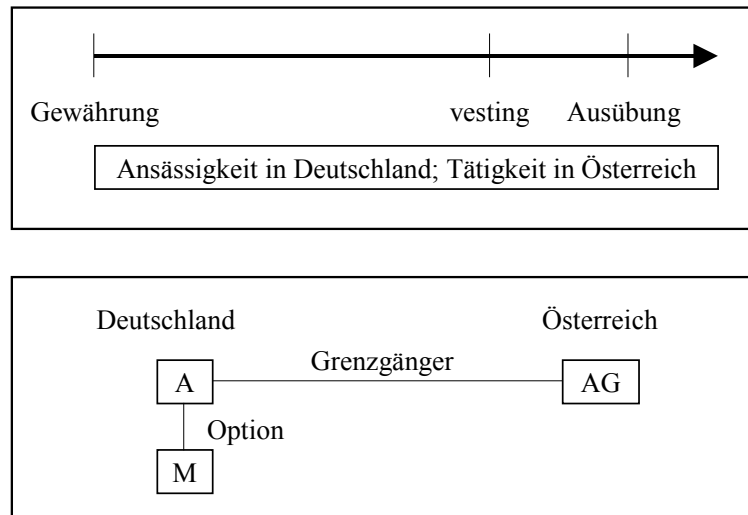 Gewährung vesting Ausübung
Ansässigkeit in Deutschland; Tätigkeit in Österreich
Deutschland Österreich
Grenzgänger
A AG
Option
M